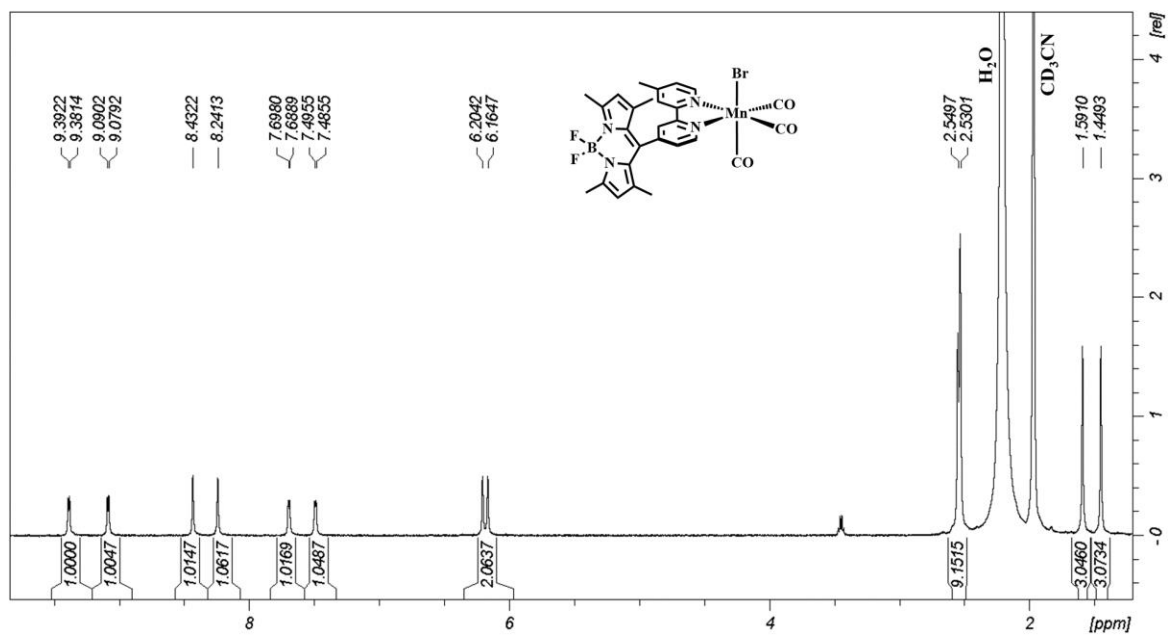 [rel]
4
3
2
1
0
9.3922
9.3814
9.0902
9.0792
8.4322
8.2413
7.6980
7.6889
7.4955
7.4855
6.2042
6.1647
2.5497
2.5301
1.5910
1.4493
H₂O
CD₃CN
Br
N
Mn
CO
N
CO
CO
N
F
B
F
N
1.0000
1.0047
1.0147
1.0617
1.0169
1.0487
2.0637
9.1515
3.0460
3.0734
8
6
4
2
[ppm]